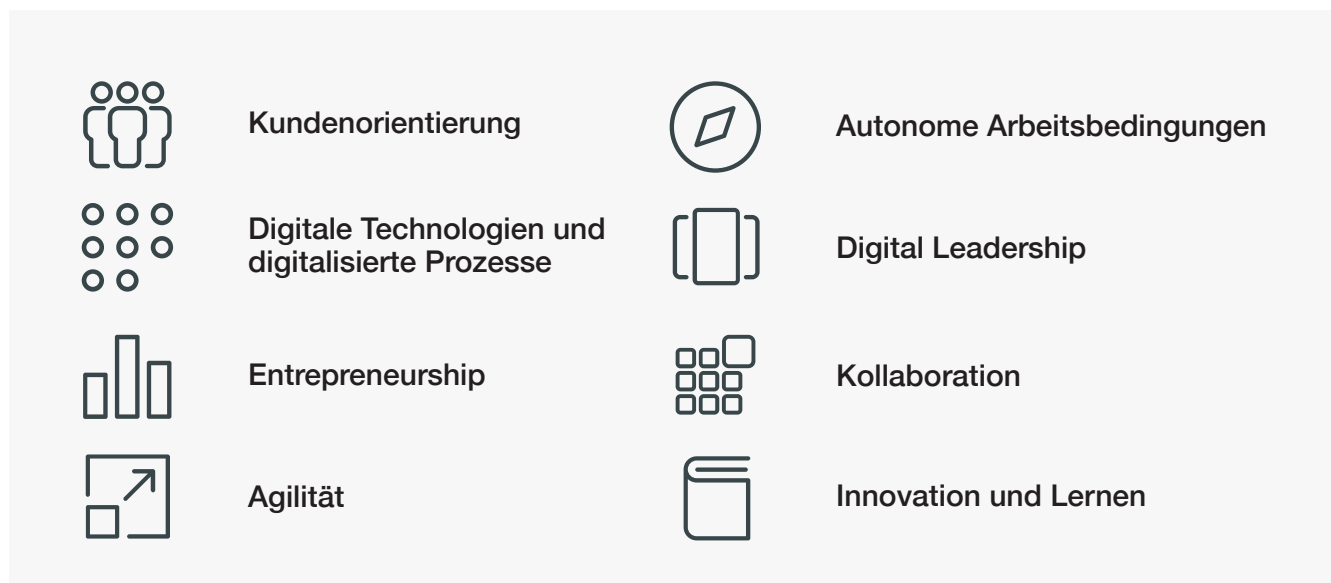 Kundenorientierung
Digitale Technologien und
digitalisierte Prozesse
Entrepreneurship
Agilität
Autonome Arbeitsbedingungen
Digital Leadership
Kollaboration
Innovation und Lernen